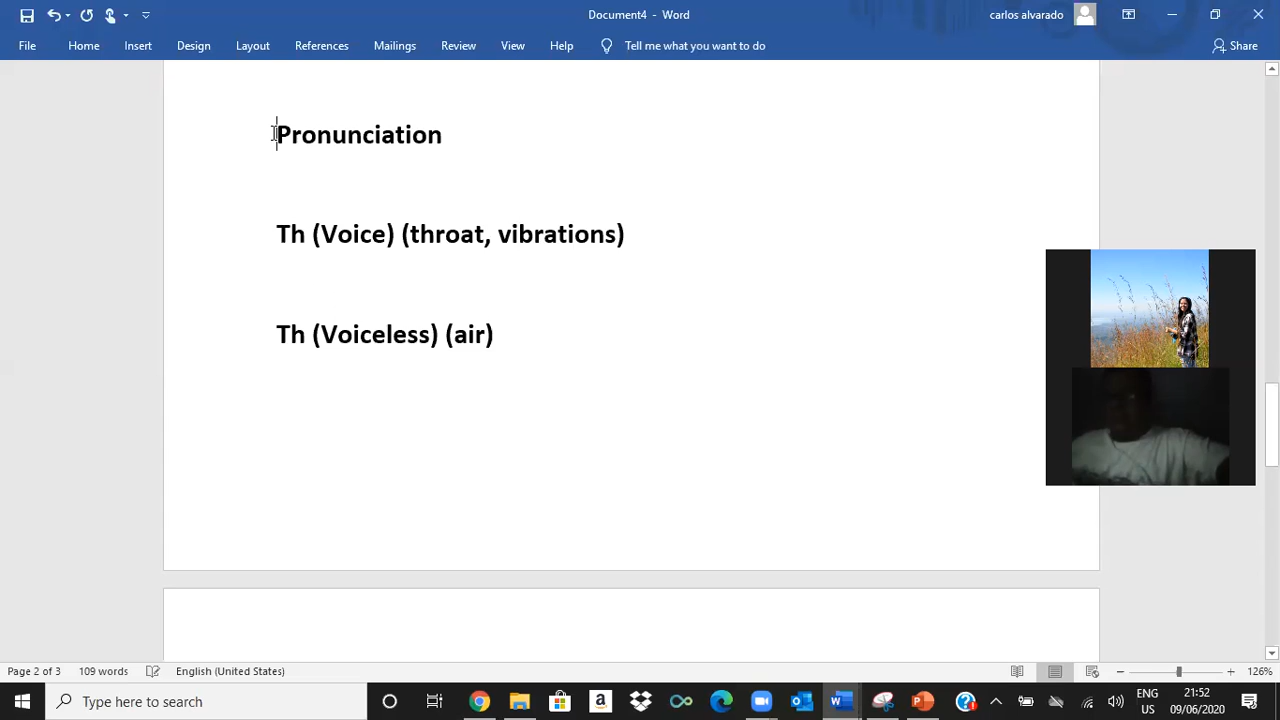 Document4 - Word
carlos alvarado
File Home Insert Design Layout References Mailings Review View Help Tell me what you want to do Share
Pronunciation
Th (Voice) (throat, vibrations)
Th (Voiceless) (air)
Page 2 of 3 109 words English (United States) 126%
Type here to search
ENG 21:52
US 09/06/2020